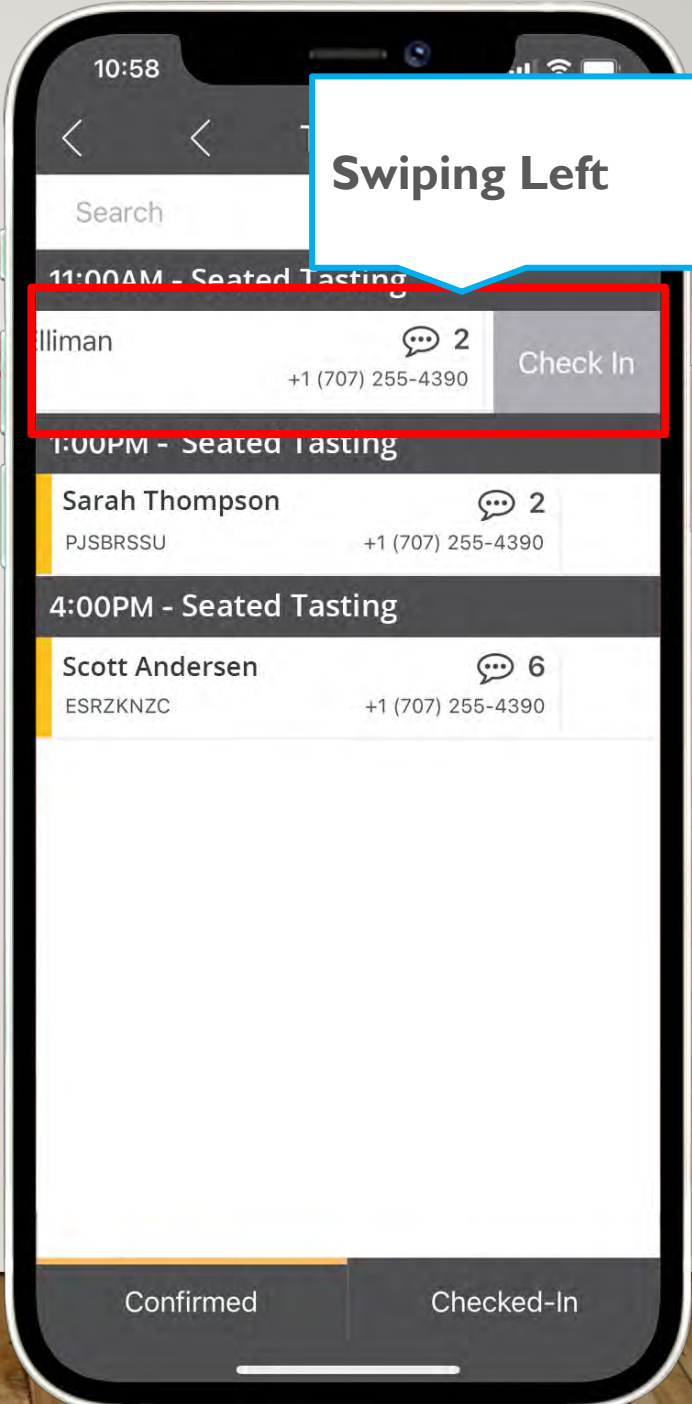 10:58
Swiping Left
Search
11:00AM - Seated Tasting
lliman 2
+1 (707) 255-4390
Check In
1:00PM - Seated Tasting
Sarah Thompson 2
PJSBRSSU +1 (707) 255-4390
4:00PM - Seated Tasting
Scott Andersen 6
ESRZKNZC +1 (707) 255-4390
Confirmed Checked-In